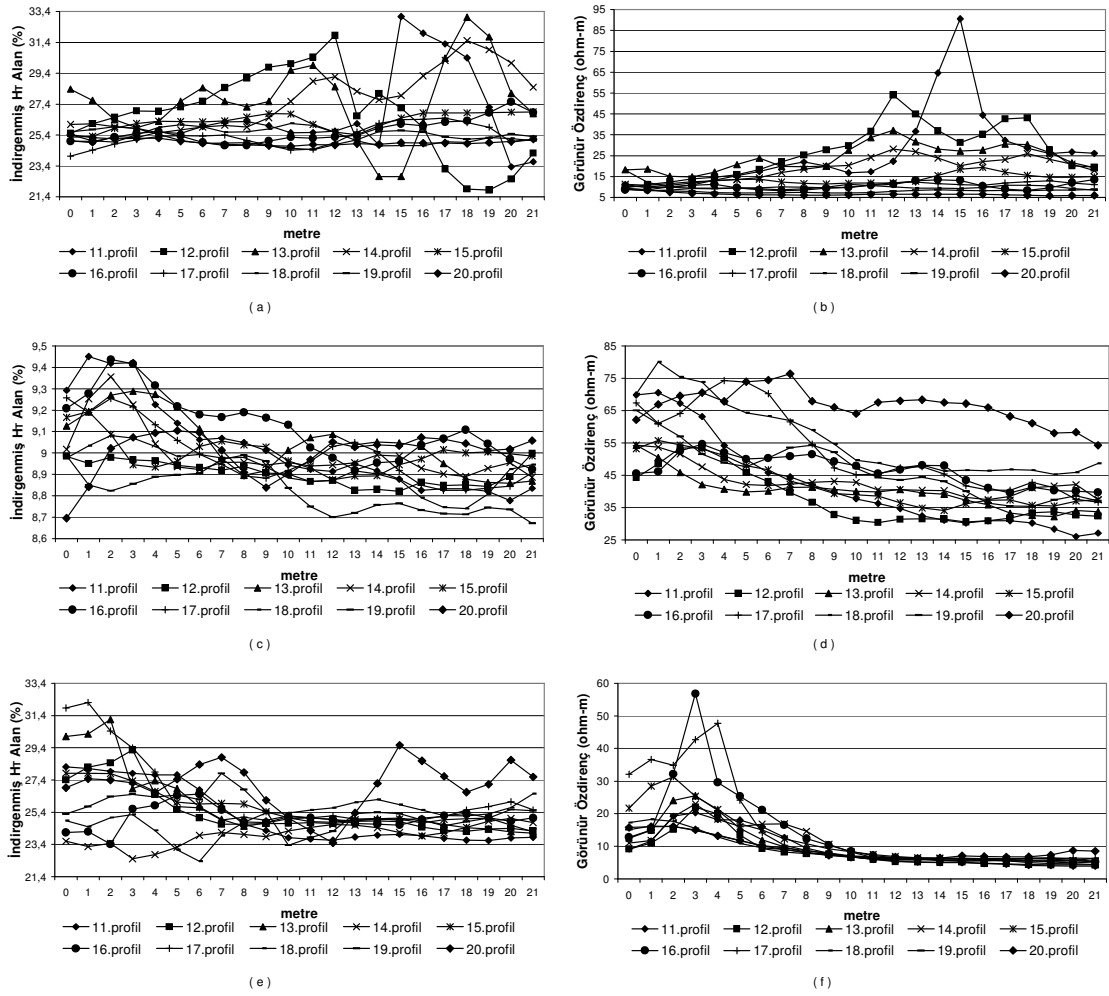 İndirgenmiş HT Alan (%)
33,4
31,4
29,4
27,4
25,4
23,4
21,4
0 1 2 3 4 5 6 7 8 9 10 11 12 13 14 15 16 17 18 19 20 21
metre
11.profil 12.profil 13.profil 14.profil 15.profil
16.profil 17.profil 18.profil 19.profil 20.profil
( a )
Görünür Özdirenç (ohm-m)
95
85
75
65
55
45
35
25
15
5
0 1 2 3 4 5 6 7 8 9 10 11 12 13 14 15 16 17 18 19 20 21
metre
11.profil 12.profil 13.profil 14.profil 15.profil
16.profil 17.profil 18.profil 19.profil 20.profil
( b )
İndirgenmiş HT Alan (%)
9,5
9,4
9,3
9,2
9,1
9
8,9
8,8
8,7
8,6
0 1 2 3 4 5 6 7 8 9 10 11 12 13 14 15 16 17 18 19 20 21
metre
11.profil 12.profil 13.profil 14.profil 15.profil
16.profil 17.profil 18.profil 19.profil 20.profil
( c )
Görünür Özdirenç (ohm-m)
85
75
65
55
45
35
25
0 1 2 3 4 5 6 7 8 9 10 11 12 13 14 15 16 17 18 19 20 21
metre
11.profil 12.profil 13.profil 14.profil 15.profil
16.profil 17.profil 18.profil 19.profil 20.profil
( d )
İndirgenmiş HT Alan (%)
33,4
31,4
29,4
27,4
25,4
23,4
21,4
0 1 2 3 4 5 6 7 8 9 10 11 12 13 14 15 16 17 18 19 20 21
metre
11.profil 12.profil 13.profil 14.profil 15.profil
16.profil 17.profil 18.profil 19.profil 20.profil
( e )
Görünür Özdirenç (ohm-m)
60
50
40
30
20
10
0
0 1 2 3 4 5 6 7 8 9 10 11 12 13 14 15 16 17 18 19 20 21
metre
11.profil 12.profil 13.profil 14.profil 15.profil
16.profil 17.profil 18.profil 19.profil 20.profil
( f )